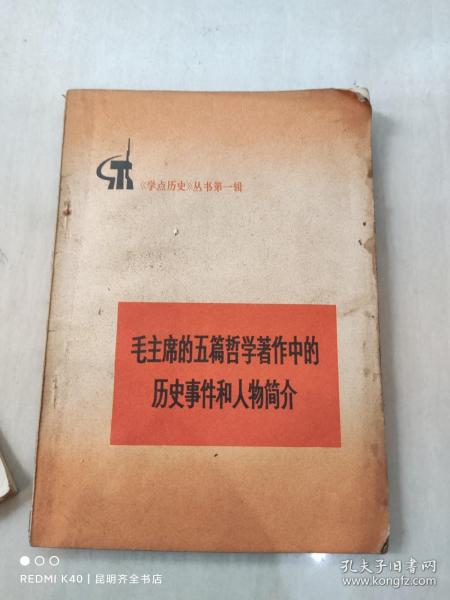 《学点历史》丛书第一辑
毛主席的五篇哲学著作中的
历史事件和人物简介
REDMI K40 | 昆明齐全书店
孔夫子旧书网
www.kongfz.com